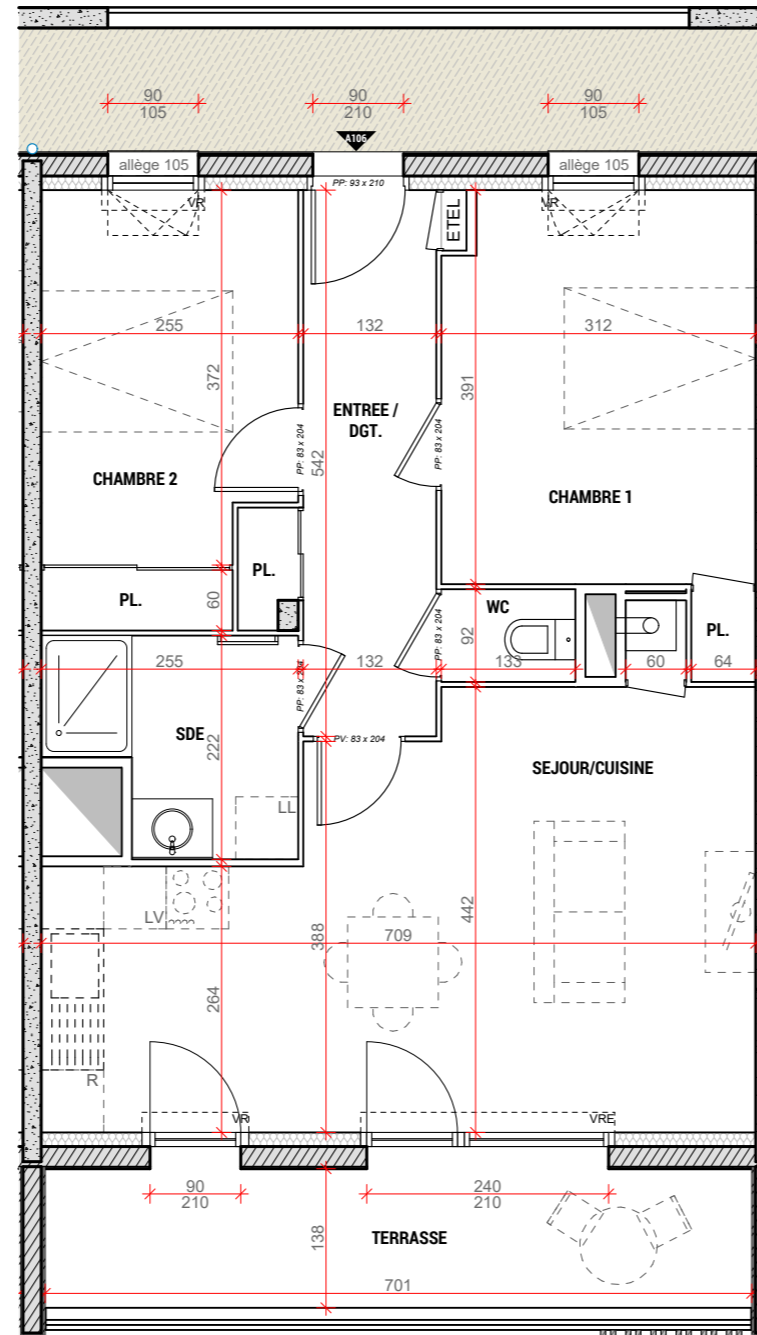 90 90 90
105 210 105
A106
allège 105 allège 105
PP: 93 x 210
VR VR
ETEL
255 132 312
372
391
ENTREE /
DGT.
PP: 83 x 204
PP: 83 x 204
542
CHAMBRE 2
CHAMBRE 1
PL.
PL.
60
WC
92
PP: 83 x 204
PL.
255 132 133 60 64
PP: 83 x 204
SDE
222
PV: 83 x 204
SEJOUR/CUISINE
LL
LV
442
388
709
264
R
VR VRE
90 240
210 210
138
TERRASSE
701